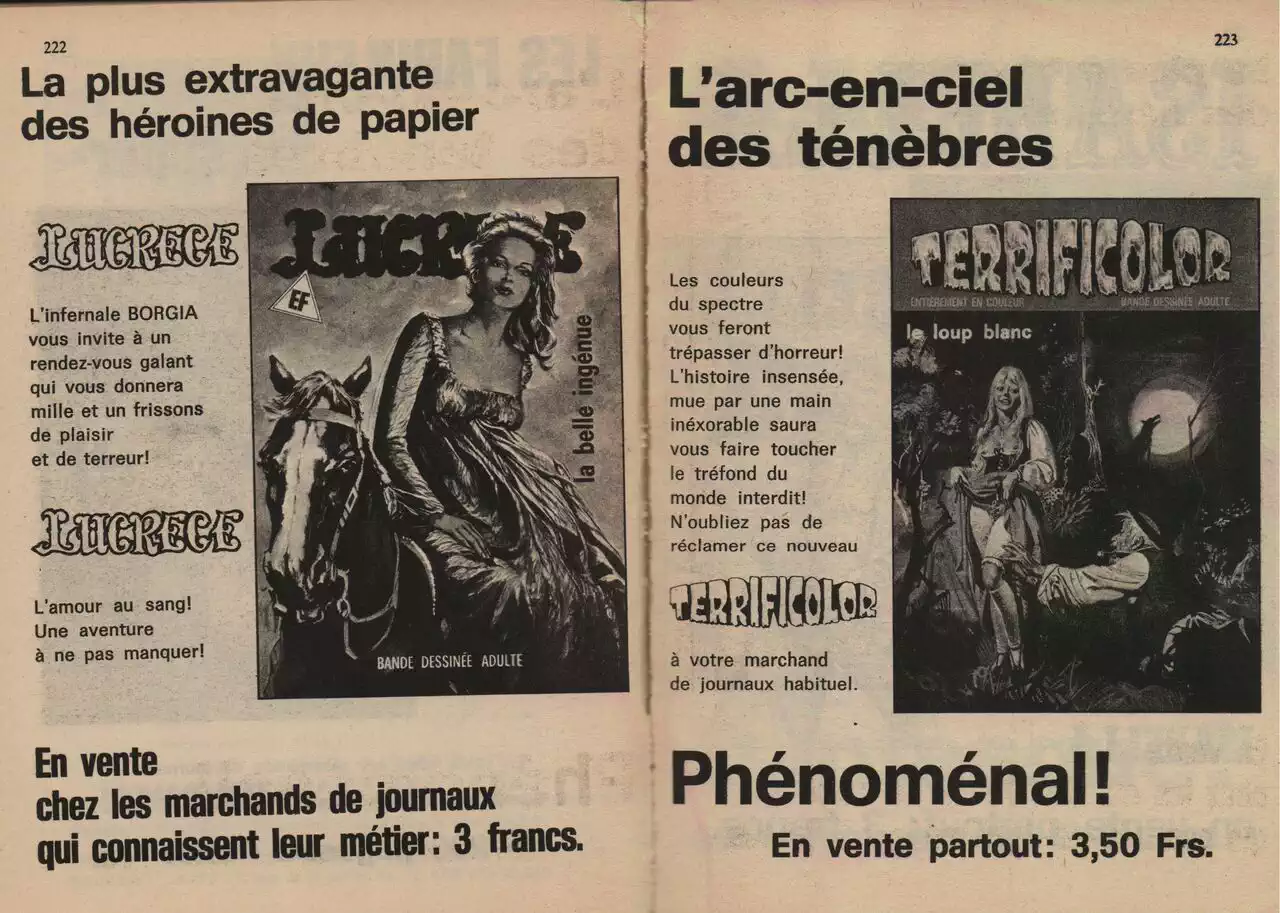 222
La plus extravagante
des héroines de papier
LUCRECE
L'infernale BORGIA
vous invite à un
rendez-vous galant
qui vous donnera
mille et un frissons
de plaisir
et de terreur!
LUCRECE
L'amour au sang!
Une aventure
à ne pas manquer!
LUCRECE
EF
la belle ingénue
BANDE DESSINÉE ADULTE
En vente
chez les marchands de journaux
qui connaissent leur métier: 3 francs.
223
L'arc-en-ciel
des ténèbres
Les couleurs
du spectre
vous feront
trépasser d'horreur!
L'histoire insensée,
mue par une main
inéxorable saura
vous faire toucher
le tréfond du
monde interdit!
N'oubliez pas de
réclamer ce nouveau
TERRIFICOLOR
à votre marchand
de journaux habituel.
TERRIFICOLOR
ENTIÈREMENT EN COULEUR BANDE DESSINÉE ADULTE
le loup blanc
Phénoménal!
En vente partout: 3,50 Frs.